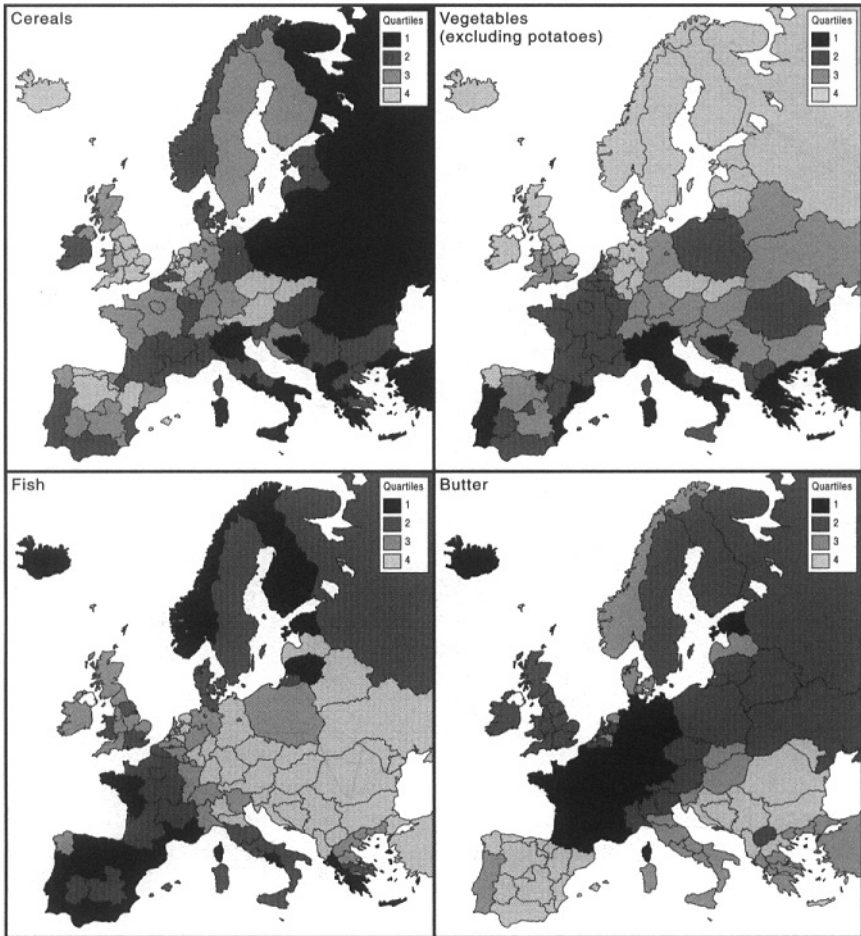 Cereals
Quartiles
1
2
3
4
Vegetables
(excluding potatoes)
Quartiles
1
2
3
4
Fish
Quartiles
1
2
3
4
Butter
Quartiles
1
2
3
4